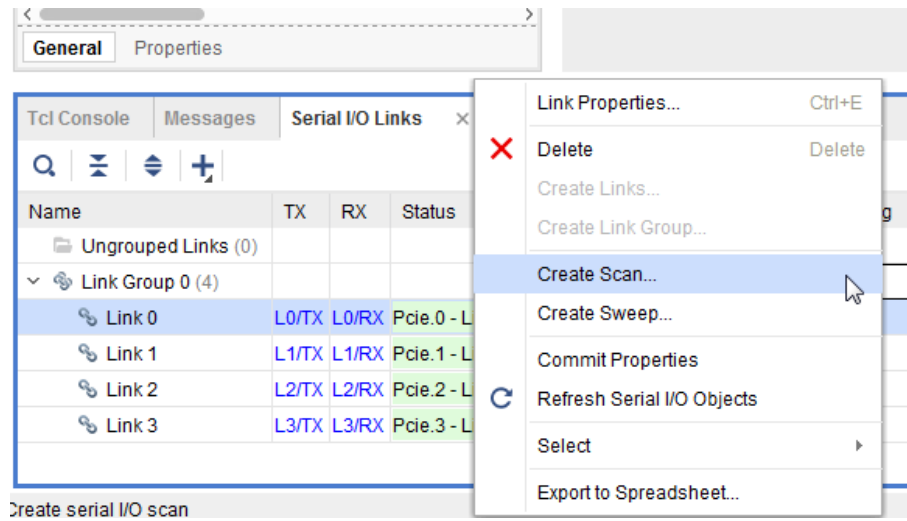 General Properties
Tcl Console Messages Serial I/O Links ×
Name TX RX Status g
Ungrouped Links (0)
Link Group 0 (4)
Link 0 L0/TX L0/RX Pcie.0 - L
Link 1 L1/TX L1/RX Pcie.1 - L
Link 2 L2/TX L2/RX Pcie.2 - L
Link 3 L3/TX L3/RX Pcie.3 - L
Link Properties... Ctrl+E
Delete Delete
Create Links...
Create Link Group...
Create Scan...
Create Sweep...
Commit Properties
Refresh Serial I/O Objects
Select
Export to Spreadsheet...
Create serial I/O scan